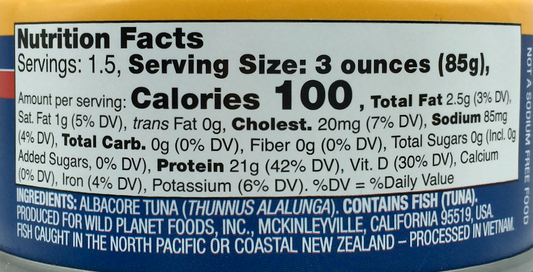 Nutrition Facts
Servings: 1.5, Serving Size: 3 ounces (85g),
Amount per serving: Calories 100, Total Fat 2.5g (3% DV),
Sat. Fat 1g (5% DV), trans Fat 0g, Cholest. 20mg (7% DV), Sodium 85mg
(4% DV), Total Carb. 0g (0% DV), Fiber 0g (0% DV), Total Sugars 0g (Incl. 0g
Added Sugars, 0% DV), Protein 21g (42% DV), Vit. D (30% DV), Calcium
(0% DV), Iron (4% DV), Potassium (6% DV). %DV = %Daily Value
INGREDIENTS: ALBACORE TUNA (THUNNUS ALALUNGA). CONTAINS FISH (TUNA).
PRODUCED FOR WILD PLANET FOODS, INC., MCKINLEYVILLE, CALIFORNIA 95519, USA.
FISH CAUGHT IN THE NORTH PACIFIC OR COASTAL NEW ZEALAND – PROCESSED IN VIETNAM.
NOT A SODIUM FREE FOOD